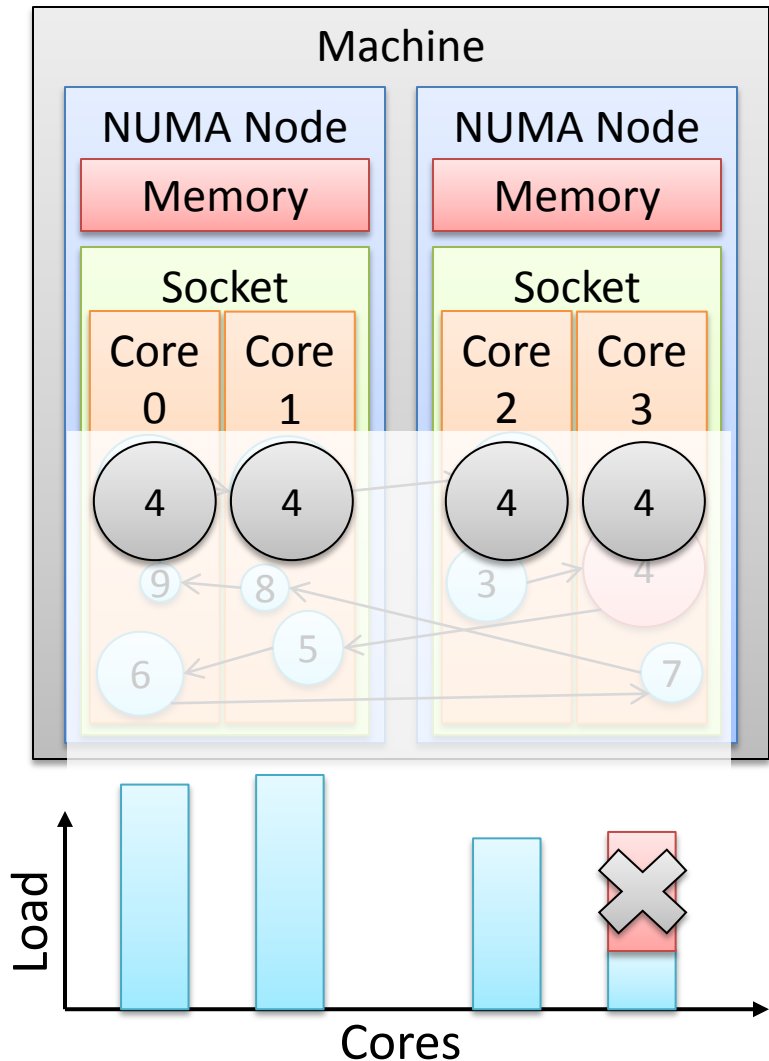 Machine
NUMA Node
NUMA Node
Memory
Memory
Socket
Socket
Core
0
Core
1
Core
2
Core
3
4
4
4
4
9
8
3
4
6
5
7
Load
Cores